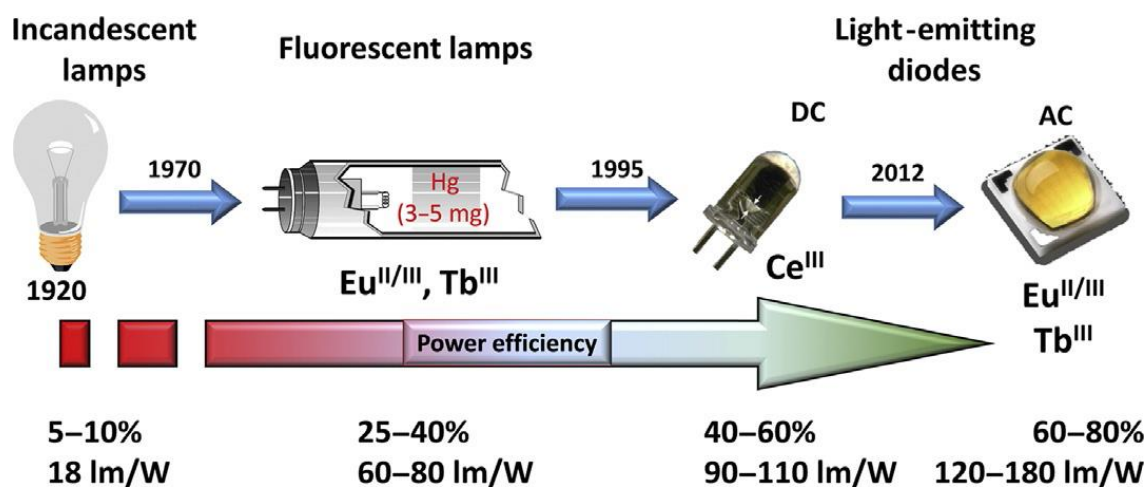 Incandescent
lamps
Fluorescent lamps
Light-emitting
diodes
DC
AC
1970
1995
2012
Hg
(3–5 mg)
1920
Eu^II/III, Tb^III
Ce^III
Eu^II/III
Tb^III
Power efficiency
5–10%
25–40%
40–60%
60–80%
18 lm/W
60–80 lm/W
90–110 lm/W
120–180 lm/W